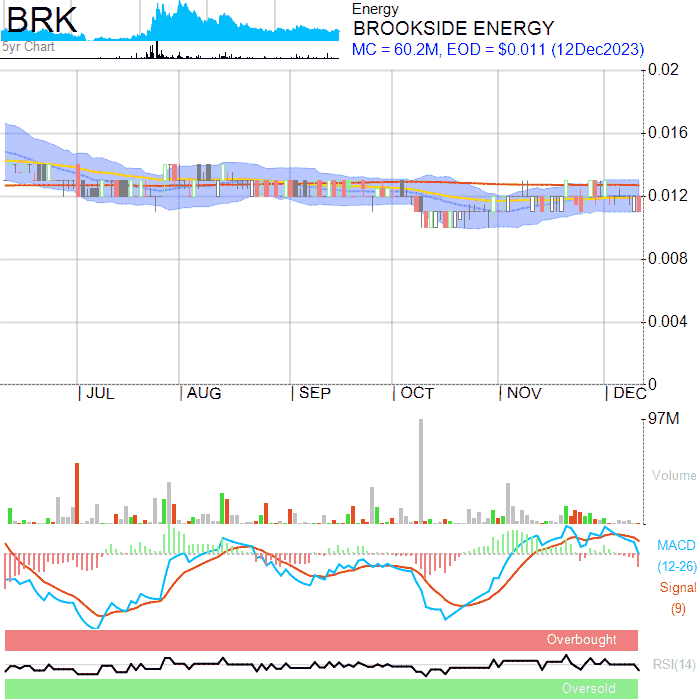 BRK
5yr Chart
Energy
BROOKSIDE ENERGY
MC = 60.2M, EOD = $0.011 (12Dec2023)
0.02
0.016
0.012
0.008
0.004
0
JUL AUG SEP OCT NOV DEC
97M
Volume
MACD
(12-26)
Signal
(9)
Overbought
RSI(14)
Oversold